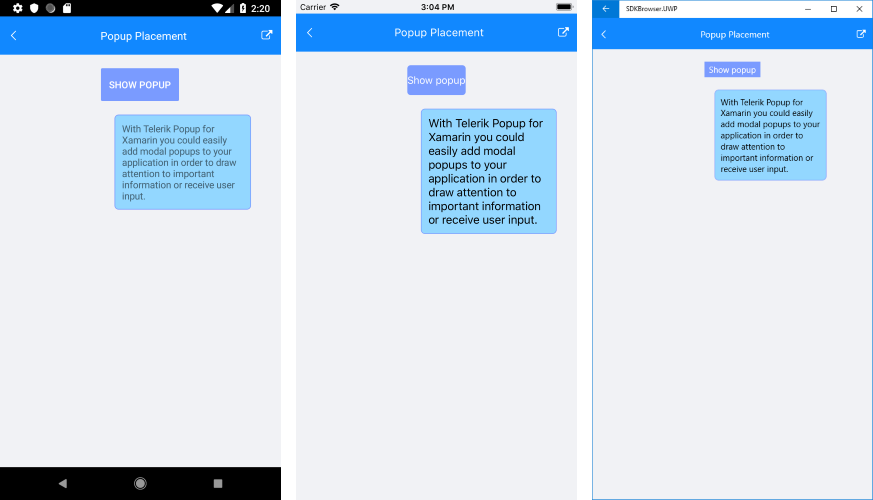 2:20
Popup Placement
SHOW POPUP
With Telerik Popup for
Xamarin you could easily
add modal popups to your
application in order to draw
attention to important
information or receive user
input.
Carrier 3:04 PM
Popup Placement
Show popup
With Telerik Popup for
Xamarin you could
easily add modal
popups to your
application in order to
draw attention to
important information
or receive user input.
SDKBrowser.UWP
Popup Placement
Show popup
With Telerik Popup for
Xamarin you could easily
add modal popups to your
application in order to
draw attention to
important information or
receive user input.